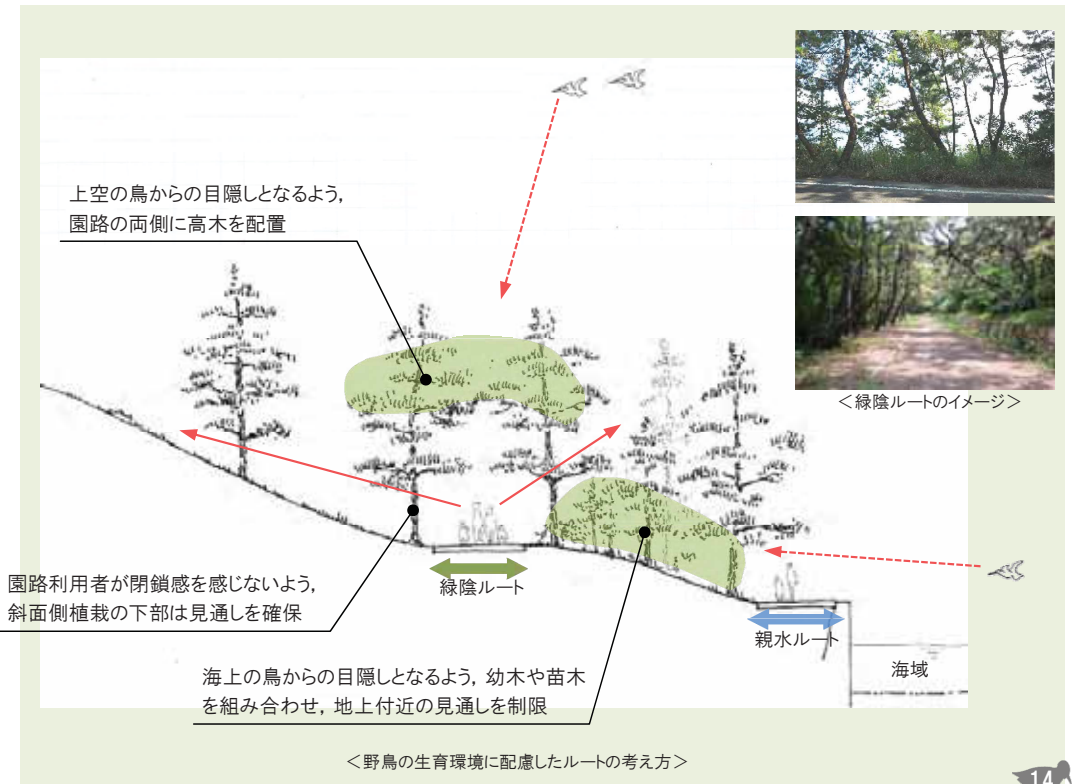 上空の鳥からの目隠しとなるよう，
園路の両側に高木を配置
＜緑陰ルートのイメージ＞
園路利用者が閉鎖感を感じないよう，
斜面側植栽の下部は見通しを確保
緑陰ルート
親水ルート
海域
海上の鳥からの目隠しとなるよう，幼木や苗木
を組み合わせ，地上付近の見通しを制限
＜野鳥の生育環境に配慮したルートの考え方＞
14